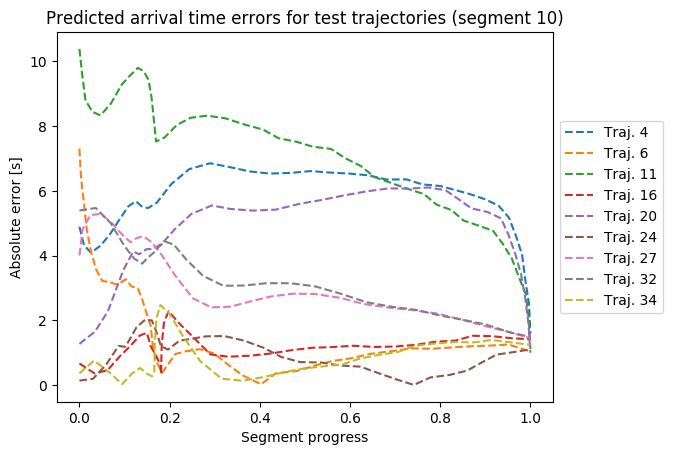 Predicted arrival time errors for test trajectories (segment 10)
Absolute error [s]
10
8
6
4
2
0
0.0
0.2
0.4
0.6
0.8
1.0
Segment progress
Traj. 4
Traj. 6
Traj. 11
Traj. 16
Traj. 20
Traj. 24
Traj. 27
Traj. 32
Traj. 34